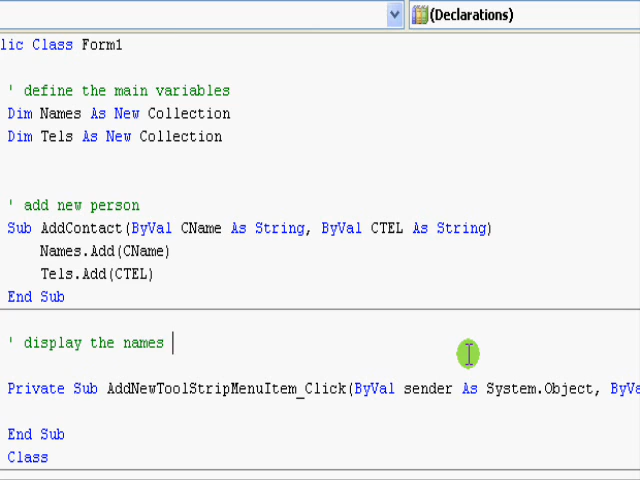 (Declarations)
lic Class Form1
' define the main variables
Dim Names As New Collection
Dim Tels As New Collection
' add new person
Sub AddContact(ByVal CName As String, ByVal CTEL As String)
Names.Add(CName)
Tels.Add(CTEL)
End Sub
' display the names
Private Sub AddNewToolStripMenuItem_Click(ByVal sender As System.Object, ByVa
End Sub
Class